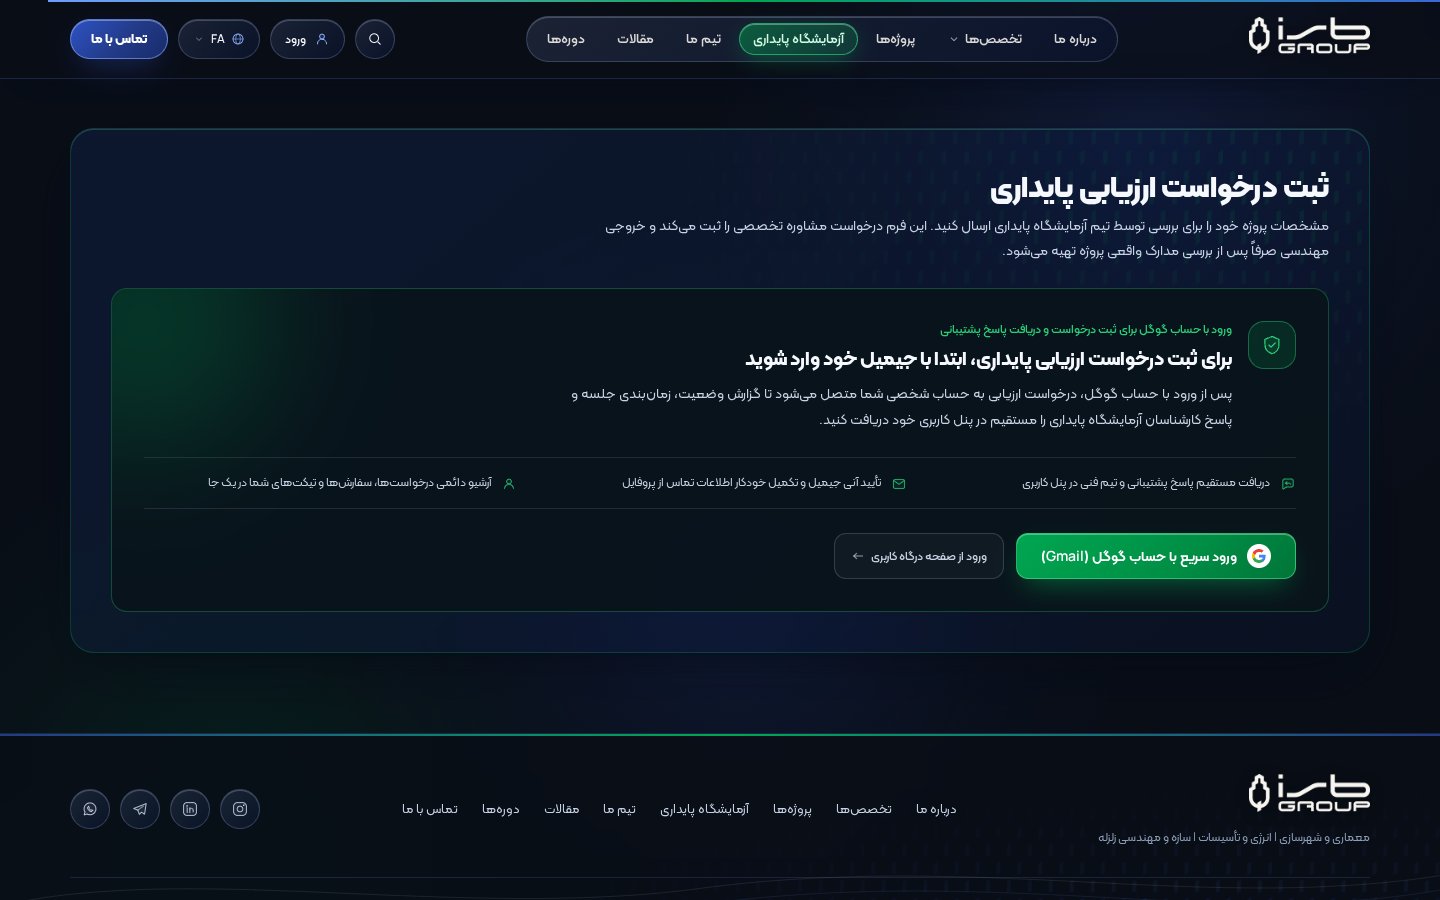 isrb
GROUP
درباره ما
تخصص‌ها
پروژه‌ها
آزمایشگاه پایداری
تیم ما
مقالات
دوره‌ها
ورود
FA
تماس با ما
ثبت درخواست ارزیابی پایداری
مشخصات پروژه خود را برای بررسی توسط تیم آزمایشگاه پایداری ارسال کنید. این فرم درخواست مشاوره تخصصی را ثبت می‌کند و خروجی
مهندسی صرفاً پس از بررسی مدارک واقعی پروژه تهیه می‌شود.
ورود با حساب گوگل برای ثبت درخواست و دریافت پاسخ پشتیبانی
برای ثبت درخواست ارزیابی پایداری، ابتدا با جیمیل خود وارد شوید
پس از ورود با حساب گوگل، درخواست ارزیابی به حساب شخصی شما متصل می‌شود تا گزارش وضعیت، زمان‌بندی جلسه و
پاسخ کارشناسان آزمایشگاه پایداری را مستقیم در پنل کاربری خود دریافت کنید.
دریافت مستقیم پاسخ پشتیبانی و تیم فنی در پنل کاربری
تأیید آنی جیمیل و تکمیل خودکار اطلاعات تماس از پروفایل
آرشیو دائمی درخواست‌ها، سفارش‌ها و تیکت‌های شما در یک جا
ورود سریع با حساب گوگل (Gmail)
ورود از صفحه درگاه کاربری ←
GROUP
معماری و شهرسازی | انرژی و تأسیسات | سازه و مهندسی زلزله
درباره ما
تخصص‌ها
پروژه‌ها
آزمایشگاه پایداری
تیم ما
مقالات
دوره‌ها
تماس با ما